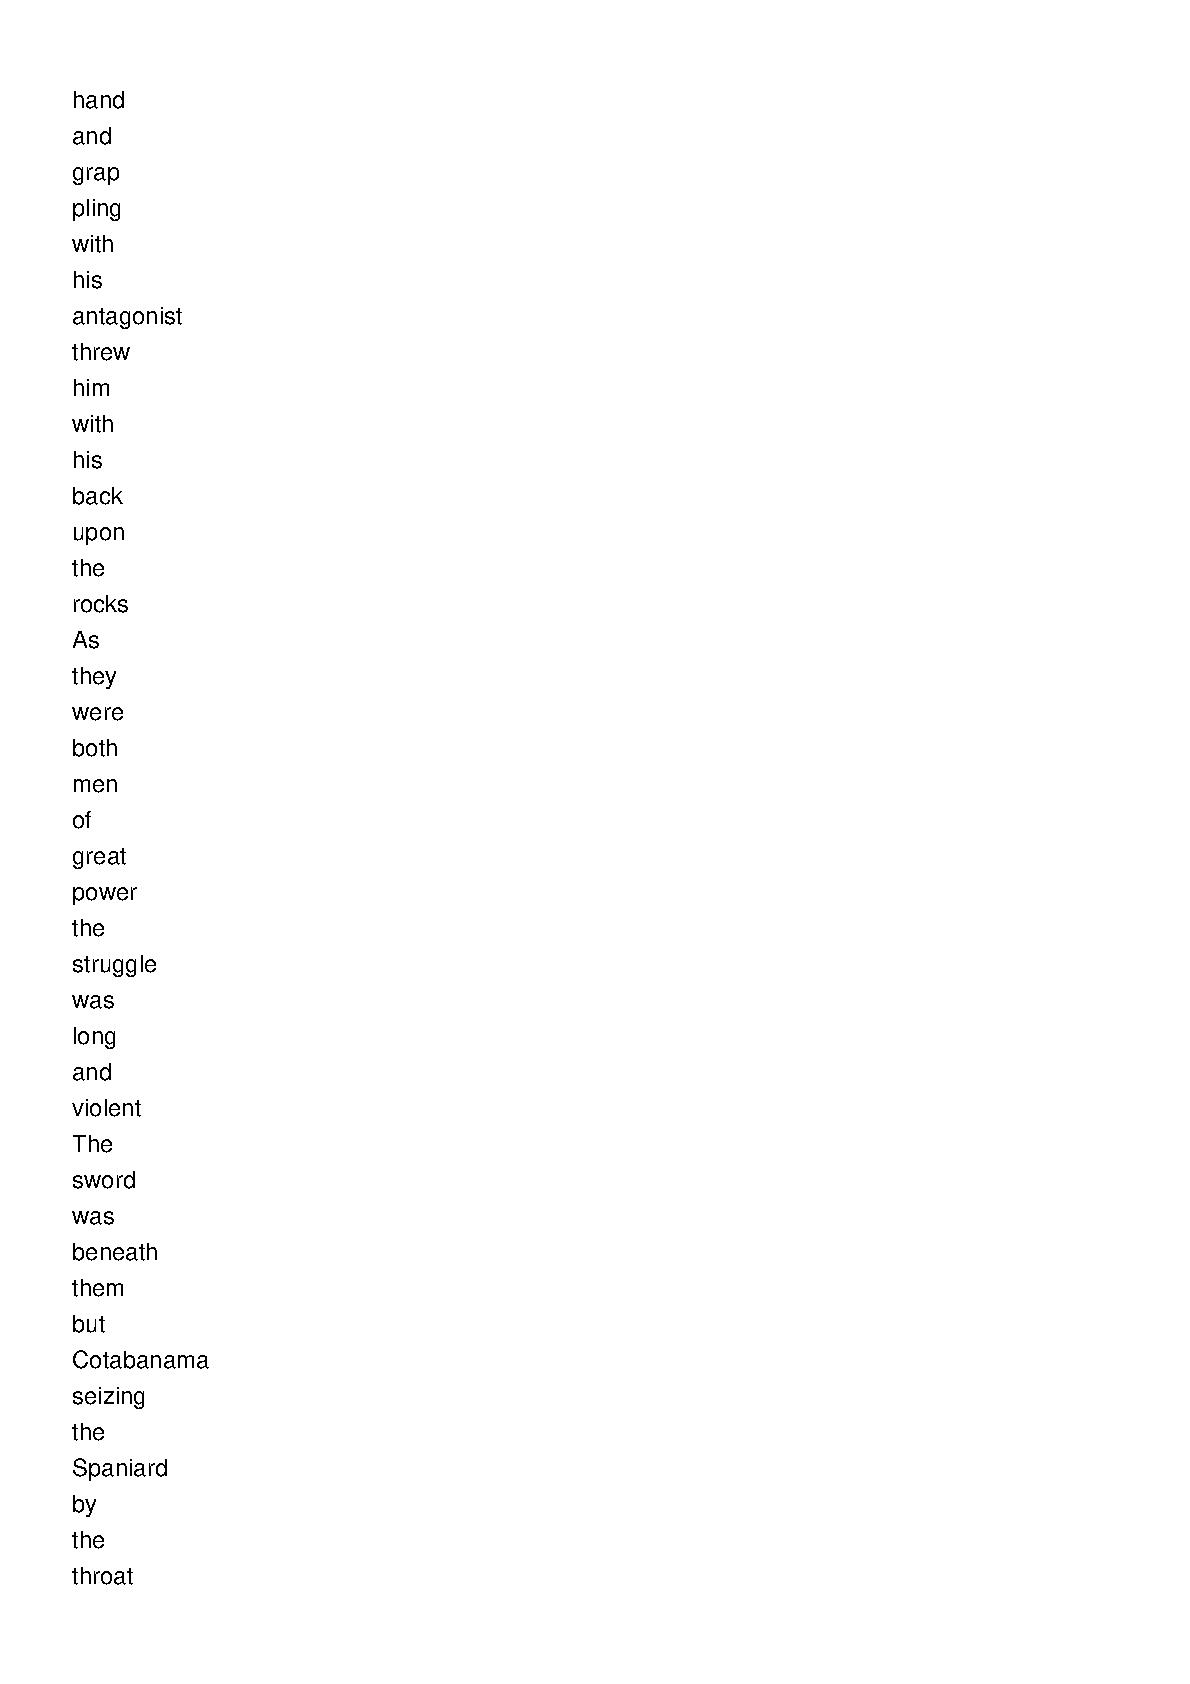 hand
and
grap
pling
with
his
antagonist
threw
him
with
his
back
upon
the
rocks
As
they
were
both
men
of
great
power
the
struggle
was
long
and
violent
The
sword
was
beneath
them
but
Cotabanama
seizing
the
Spaniard
by
the
throat